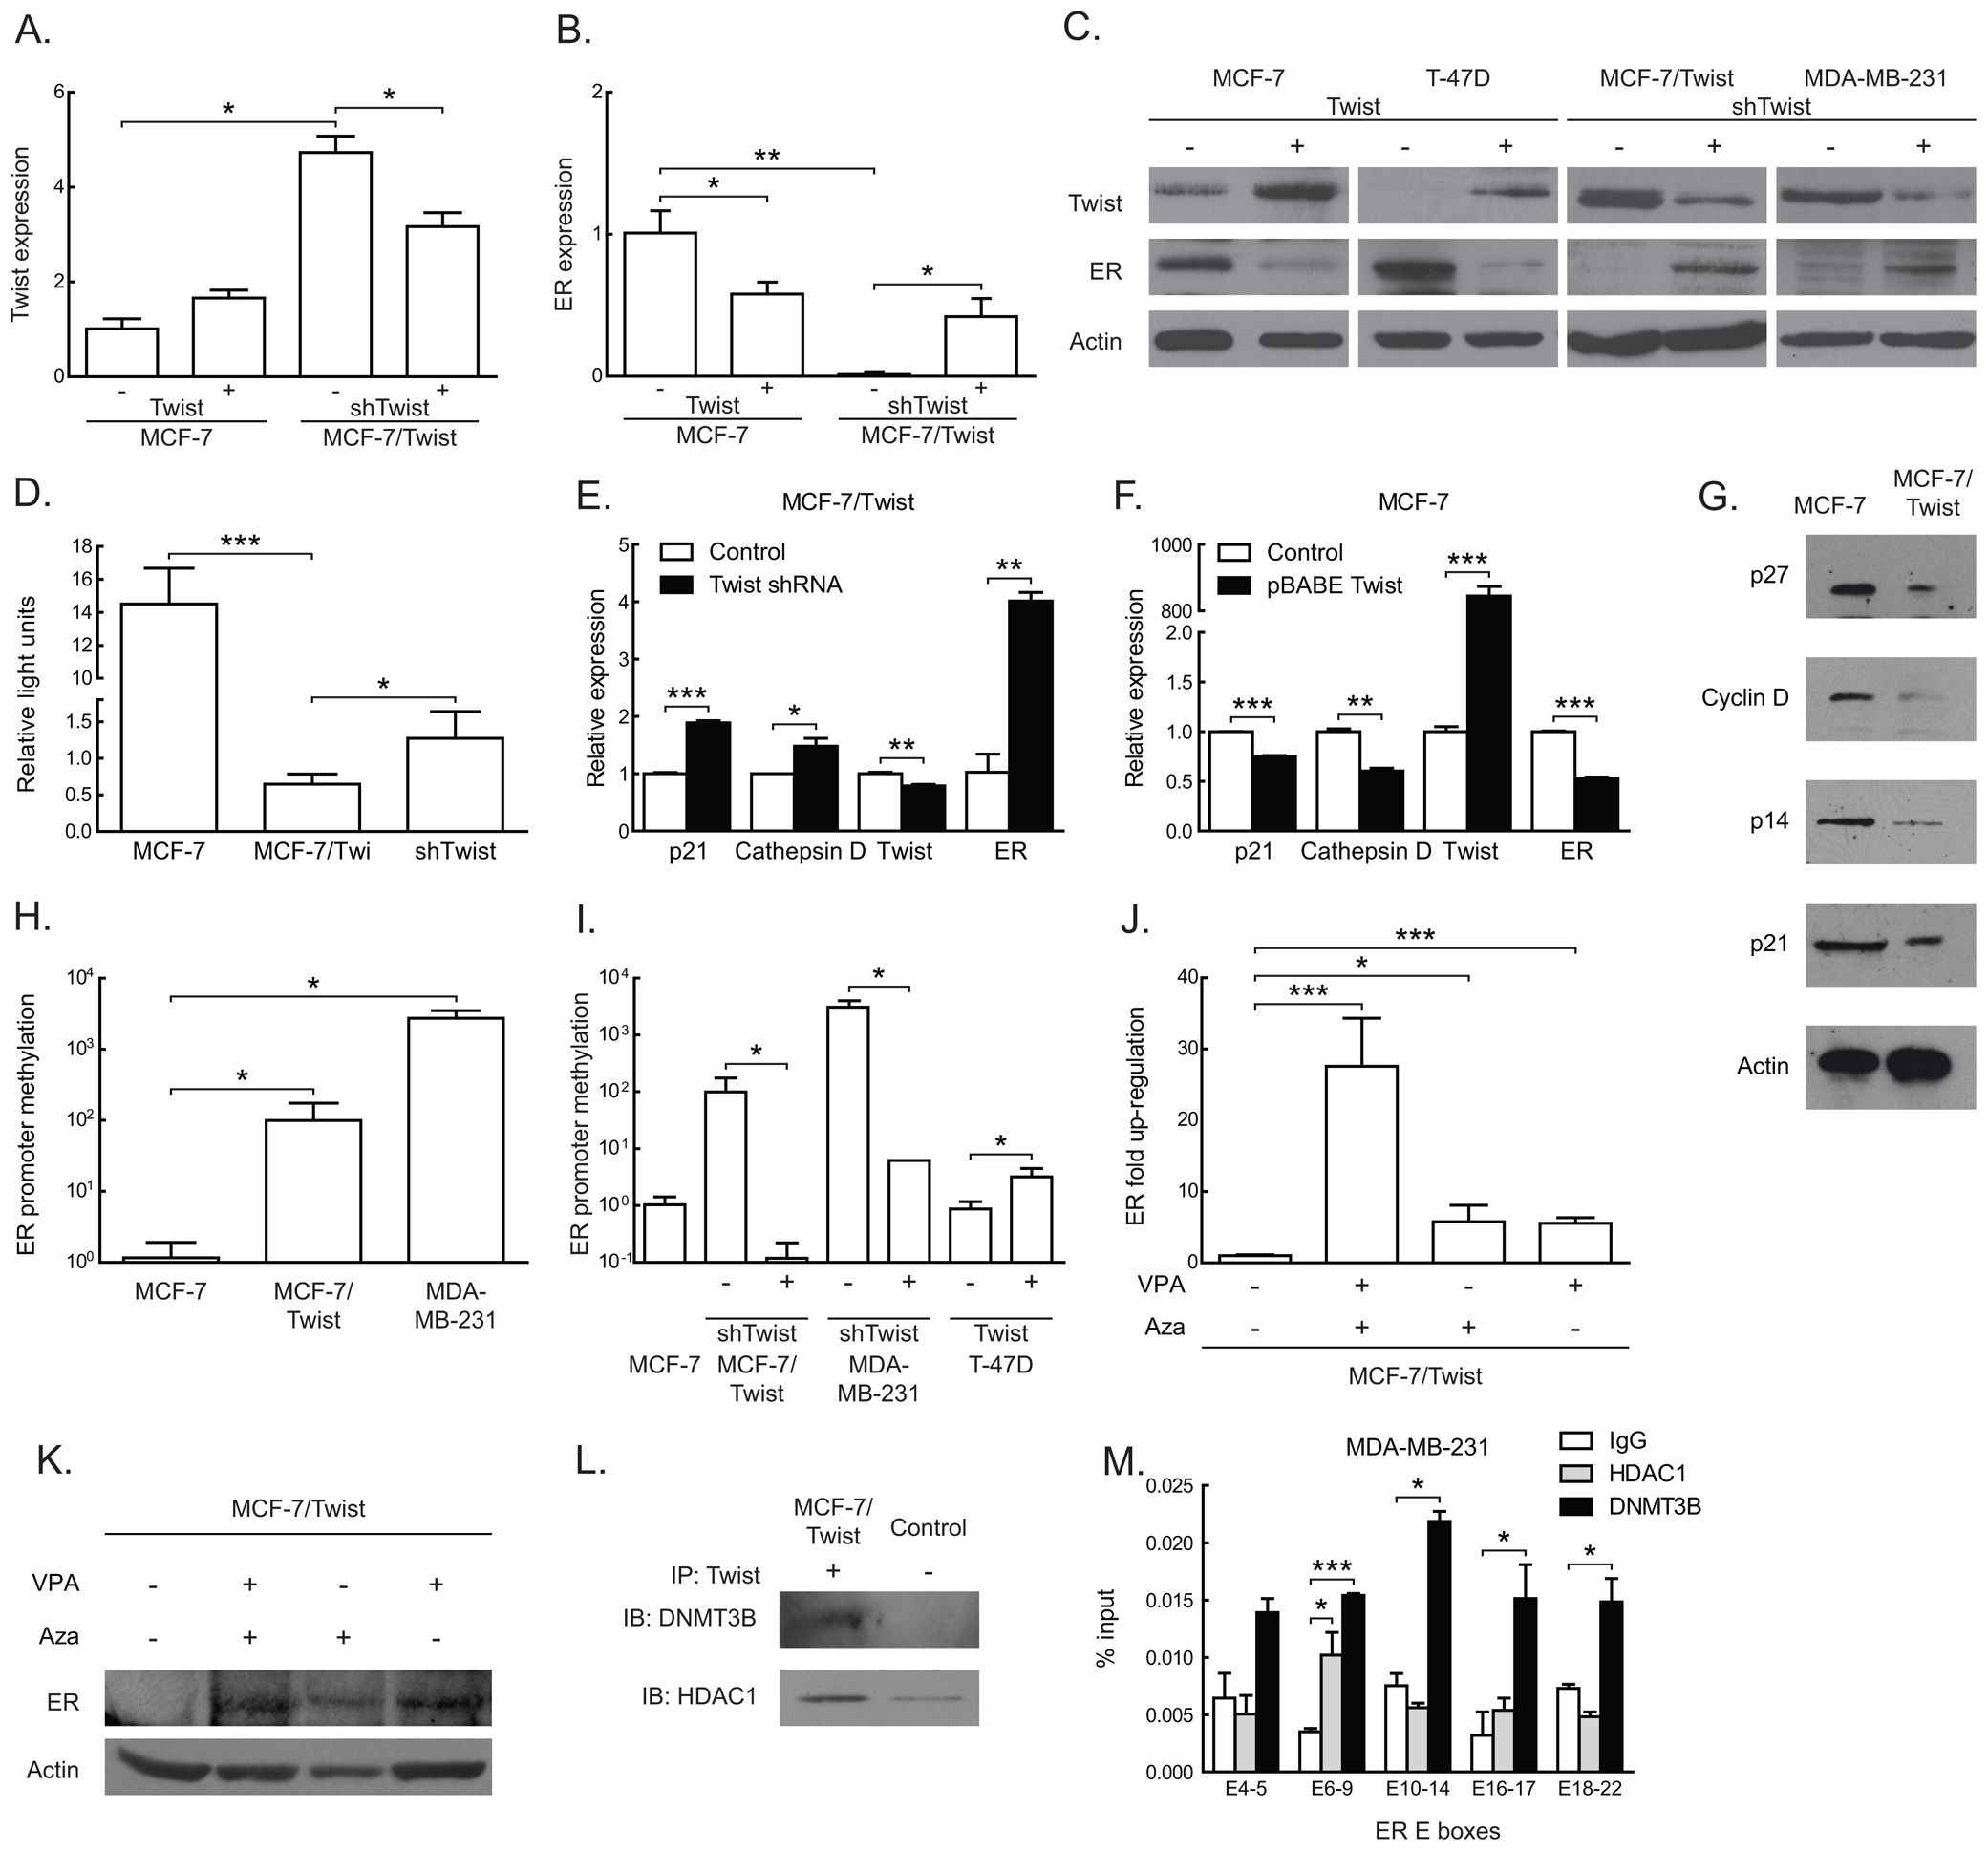 A.
Twist expression
6
4
2
0
*
*
- + - +
Twist shTwist
MCF-7 MCF-7/Twist
B.
ER expression
2
1
0
**
*
*
- + - +
Twist shTwist
MCF-7 MCF-7/Twist
C.
MCF-7 T-47D MCF-7/Twist MDA-MB-231
Twist shTwist
- + - + - + - +
Twist
ER
Actin
D.
Relative light units
18
16
14
12
10
1.5
1.0
0.5
0.0
***
*
MCF-7 MCF-7/Twi shTwist
E.
MCF-7/Twist
Control
Twist shRNA
Relative expression
5
4
3
2
1
0
*** * ** **
p21 Cathepsin D Twist ER
F.
MCF-7
Control
pBABE Twist
Relative expression
1000
800
2.0
1.5
1.0
0.5
0.0
*** ** *** ***
p21 Cathepsin D Twist ER
G.
MCF-7 MCF-7/
Twist
p27
Cyclin D
p14
p21
Actin
H.
ER promoter methylation
10⁴
10³
10²
10¹
10⁰
*
*
MCF-7 MCF-7/ MDA-
Twist MB-231
I.
ER promoter methylation
10⁴
10³
10²
10¹
10⁰
10⁻¹
* * *
- + - + - +
shTwist shTwist Twist
MCF-7 MCF-7/ MDA- T-47D
Twist MB-231
J.
ER fold up-regulation
40
30
20
10
0
***
*
***
VPA - + - +
Aza - + + -
MCF-7/Twist
K.
MCF-7/Twist
VPA - + - +
Aza - + + -
ER
Actin
L.
MCF-7/ Control
Twist
IP: Twist + -
IB: DNMT3B
IB: HDAC1
M.
MDA-MB-231
IgG
HDAC1
DNMT3B
% input
0.025
0.020
0.015
0.010
0.005
0.000
*** * * * *
E4-5 E6-9 E10-14 E16-17 E18-22
ER E boxes